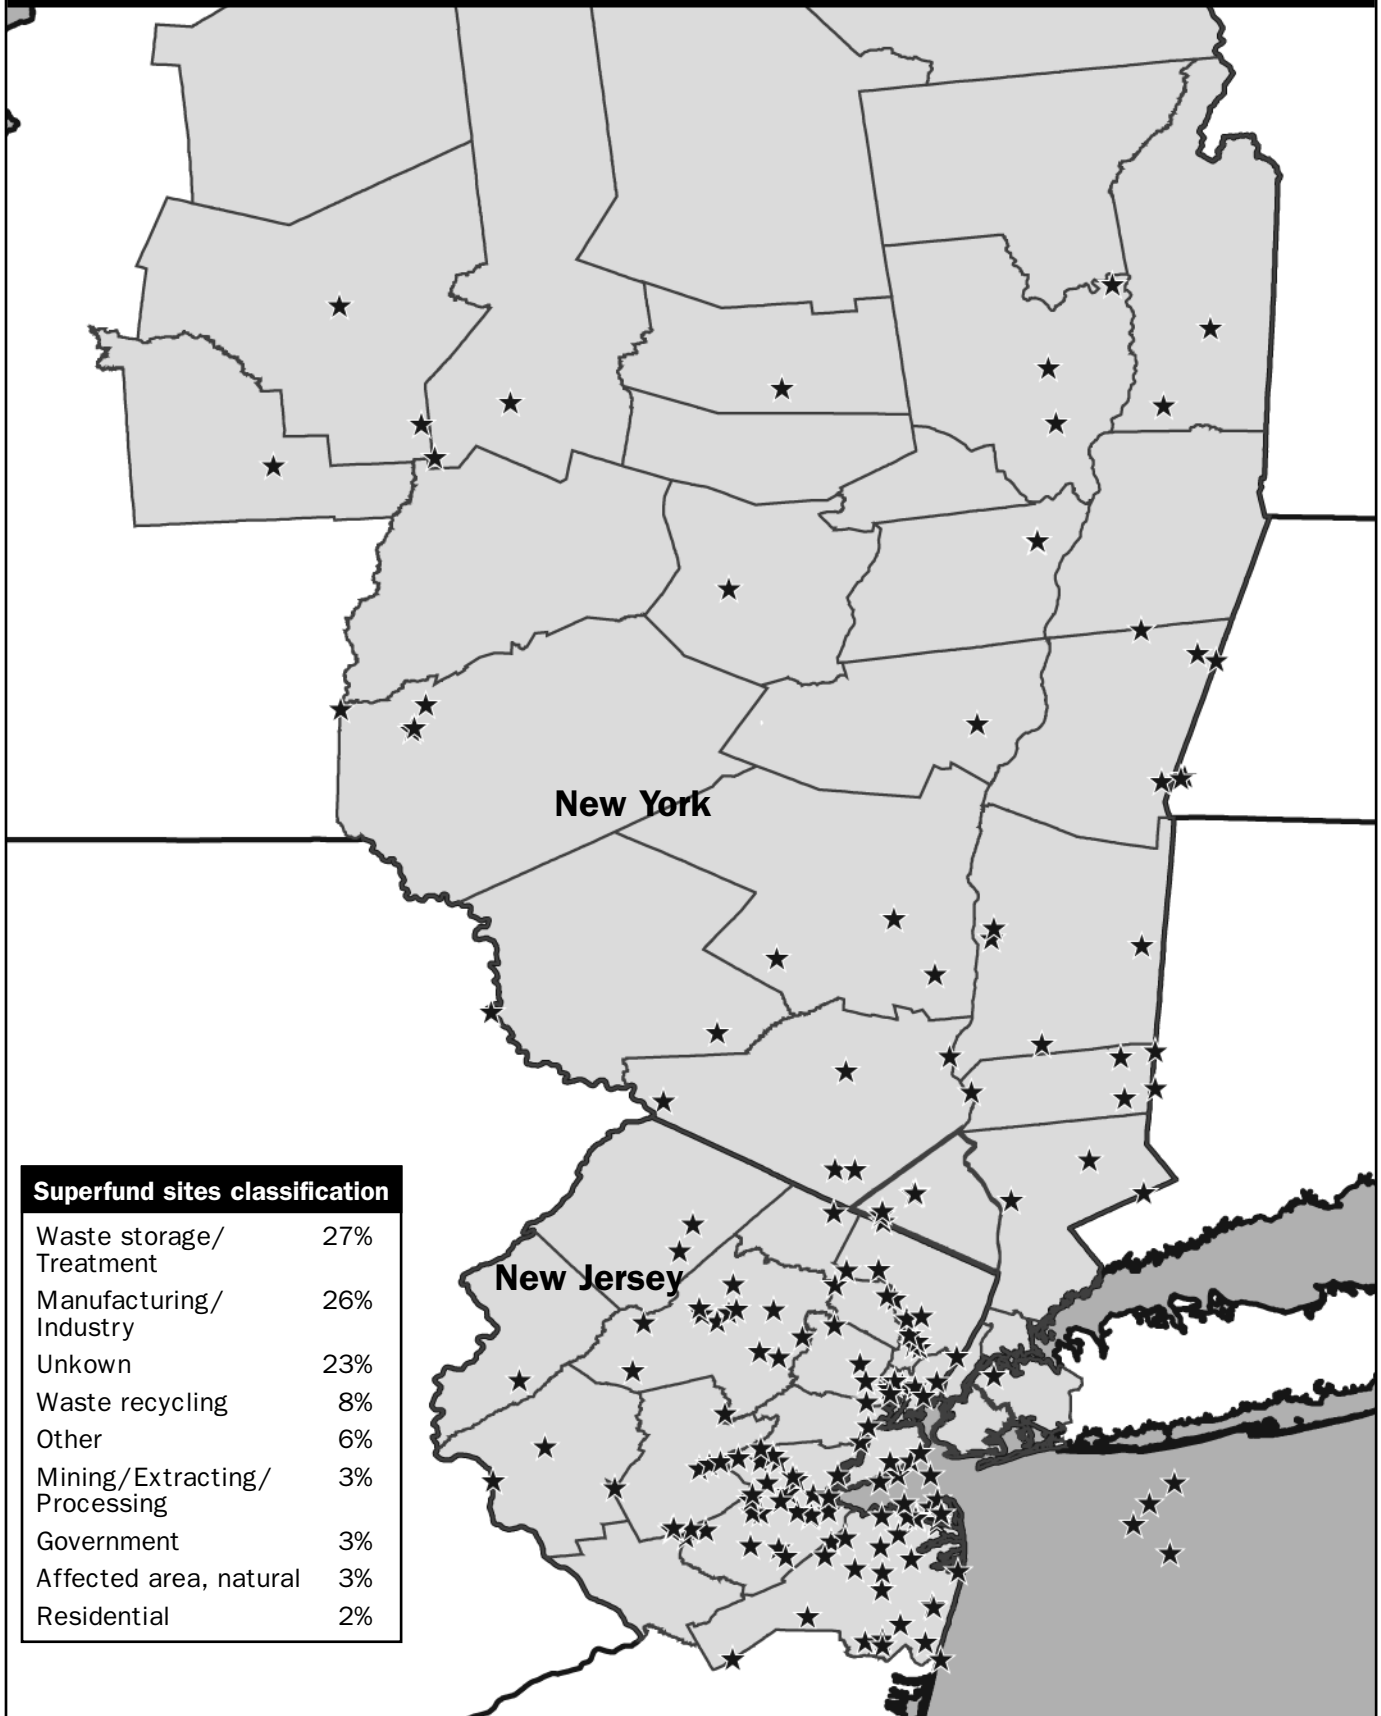 New York
New Jersey
Superfund sites classification
Waste storage/ 27%
Treatment
Manufacturing/ 26%
Industry
Unkown 23%
Waste recycling 8%
Other 6%
Mining/Extracting/ 3%
Processing
Government 3%
Affected area, natural 3%
Residential 2%